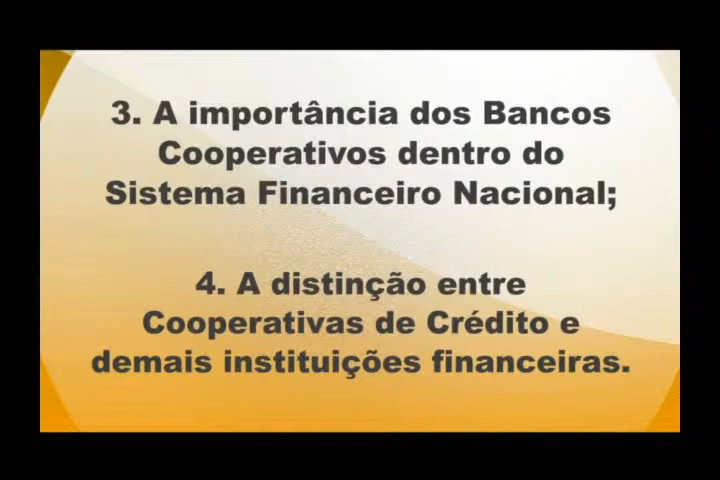 3. A importância dos Bancos
Cooperativos dentro do
Sistema Financeiro Nacional;
4. A distinção entre
Cooperativas de Crédito e
demais instituições financeiras.